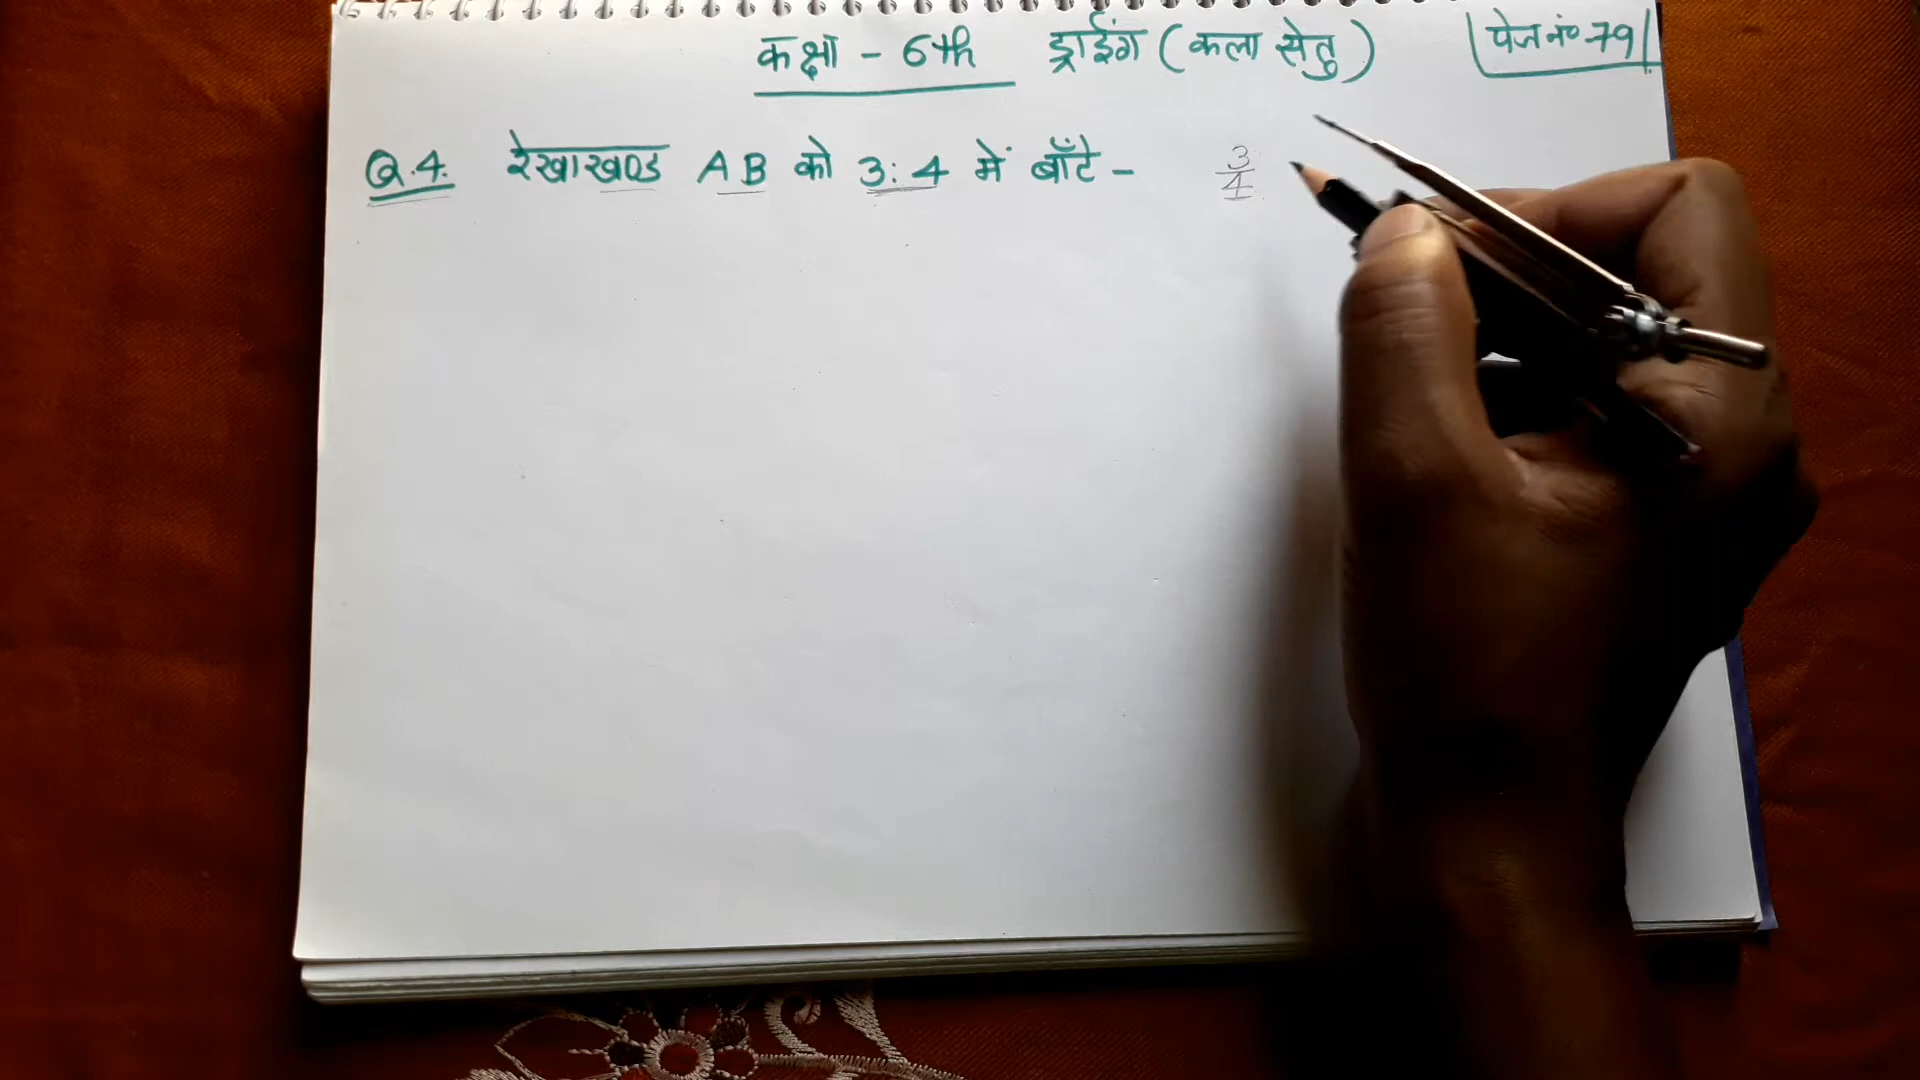 कक्षा - 6th ड्राईंग (कला सेतु) पेज नं० 79
Q.4. रेखाखण्ड AB को 3:4 में बाँटे - 3/4